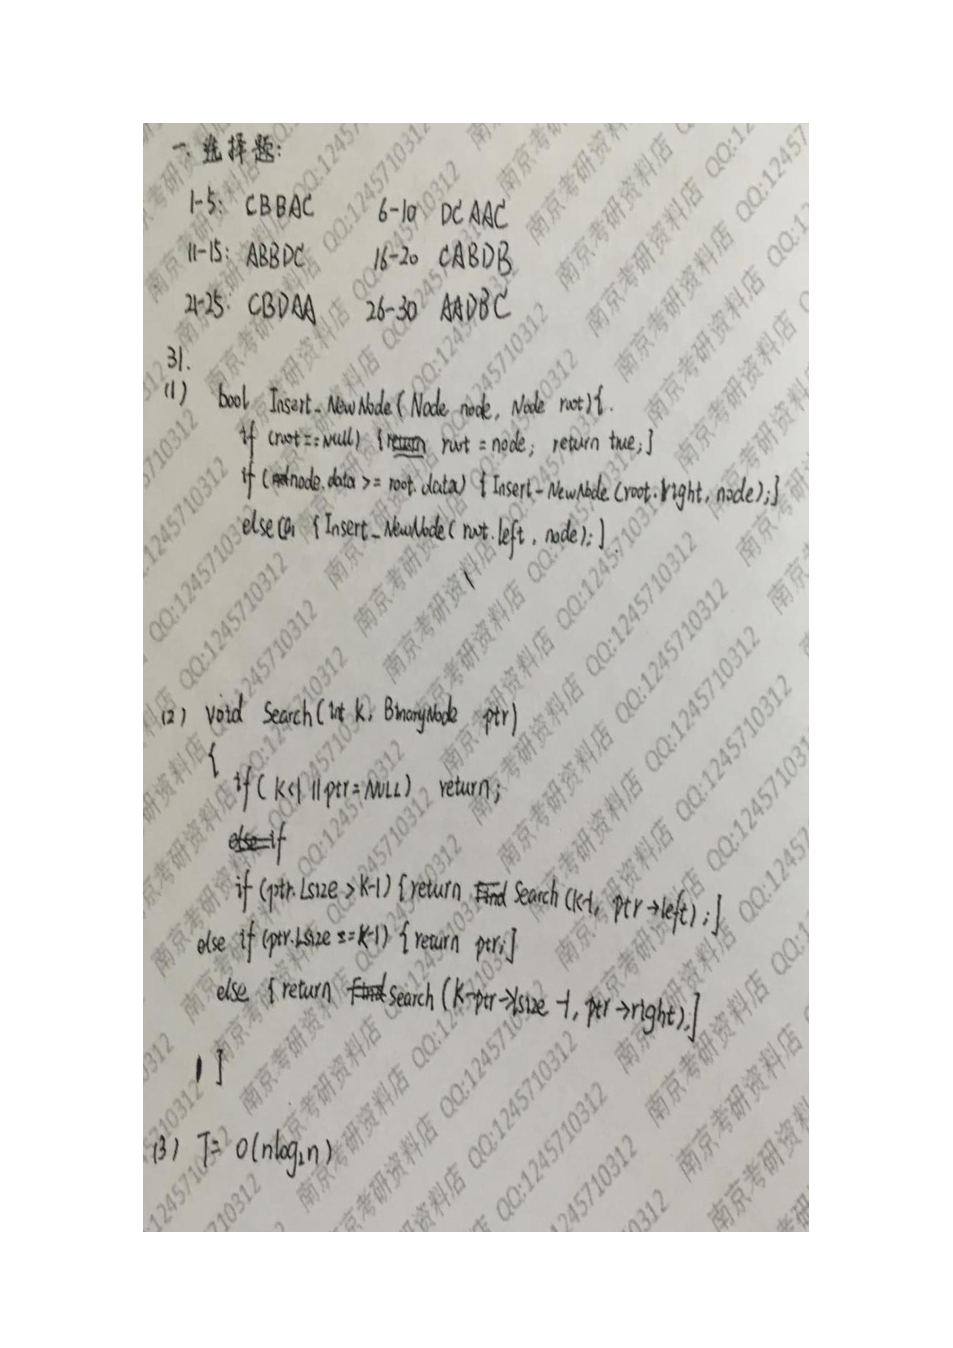 一、选择题:
1-5: CBBAC 6-10 DCAAC
11-15: ABBDC 16-20 CABDB
21-25: CBDAA 26-30 AADBC
31.
(1) bool Insert_NewNode(Node node, Node root){.
if (root==Null) {return root = node; return true;}
if (node.data >= root.data) {Insert-NewNode(root.right, node);}
else {Insert_NewNode(root.left, node);}
(2) void Search(int K, BinaryNode ptr)
{
if( K<1 || ptr=NULL) return;
else if
if (ptr.Lsize >K-1) {return Find Search(K-1, ptr→left);}
else if (ptr.Lsize ==K-1) {return ptr;}
else {return Find Search(K-ptr→lsize -1, ptr→right).}
}
(3) T= O(nlog₂n)
南京考研资料店 QQ:1245710312